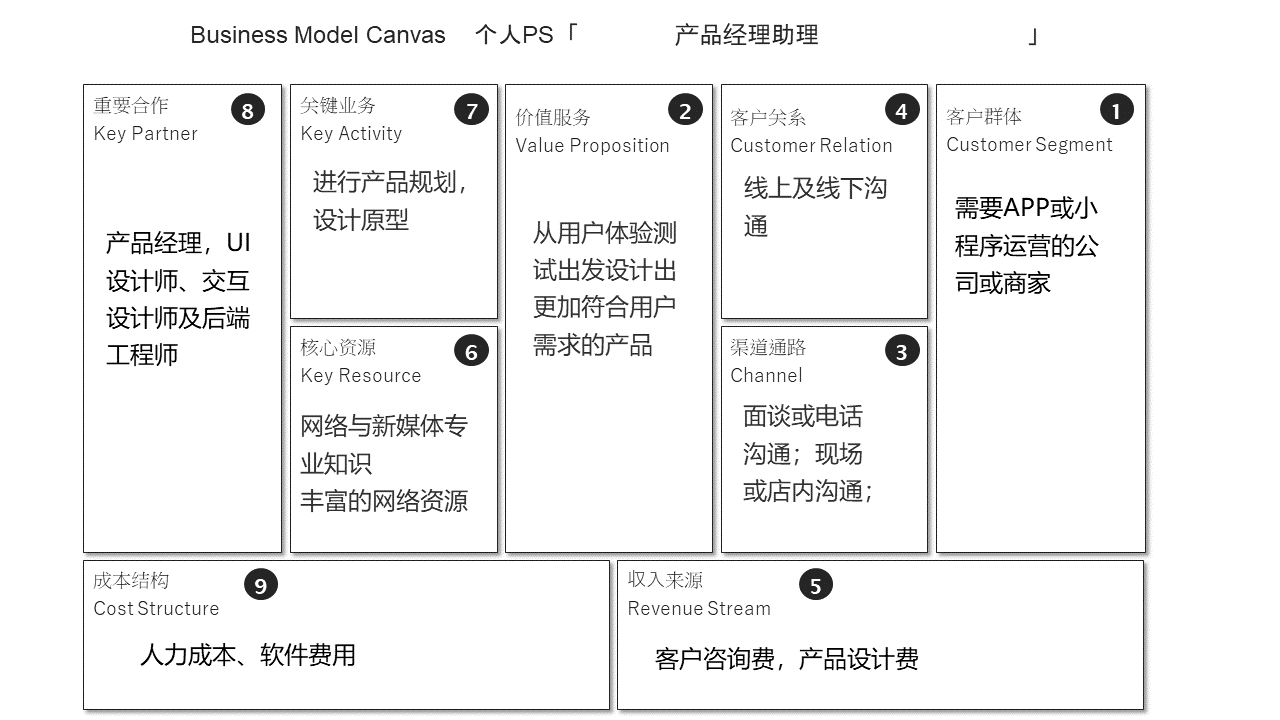 Business Model Canvas 个人PS「 产品经理助理 」
重要合作 8
Key Partner
产品经理，UI
设计师、交互
设计师及后端
工程师
关键业务 7
Key Activity
进行产品规划，
设计原型
核心资源 6
Key Resource
网络与新媒体专
业知识
丰富的网络资源
价值服务 2
Value Proposition
从用户体验测
试出发设计出
更加符合用户
需求的产品
客户关系 4
Customer Relation
线上及线下沟
通
渠道通路 3
Channel
面谈或电话
沟通；现场
或店内沟通；
客户群体 1
Customer Segment
需要APP或小
程序运营的公
司或商家
成本结构 9
Cost Structure
人力成本、软件费用
收入来源 5
Revenue Stream
客户咨询费，产品设计费